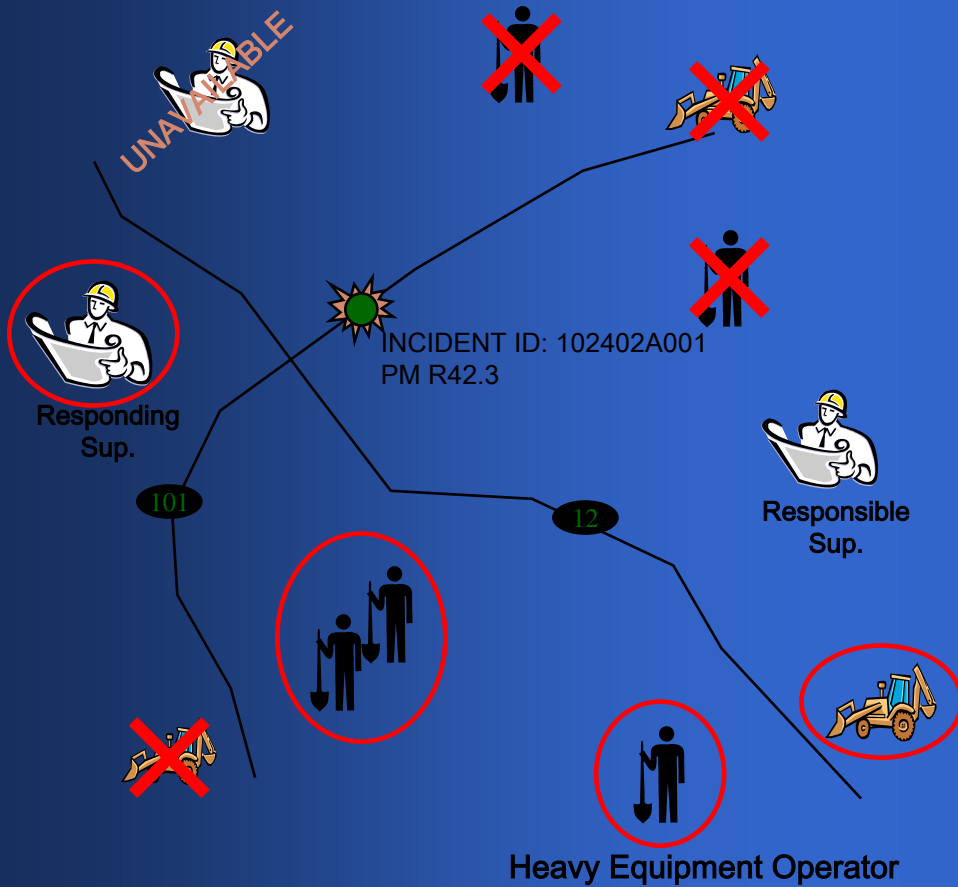 UNAVAILABLE
INCIDENT ID: 102402A001
PM R42.3
Responding
Sup.
101
12
Responsible
Sup.
Heavy Equipment Operator